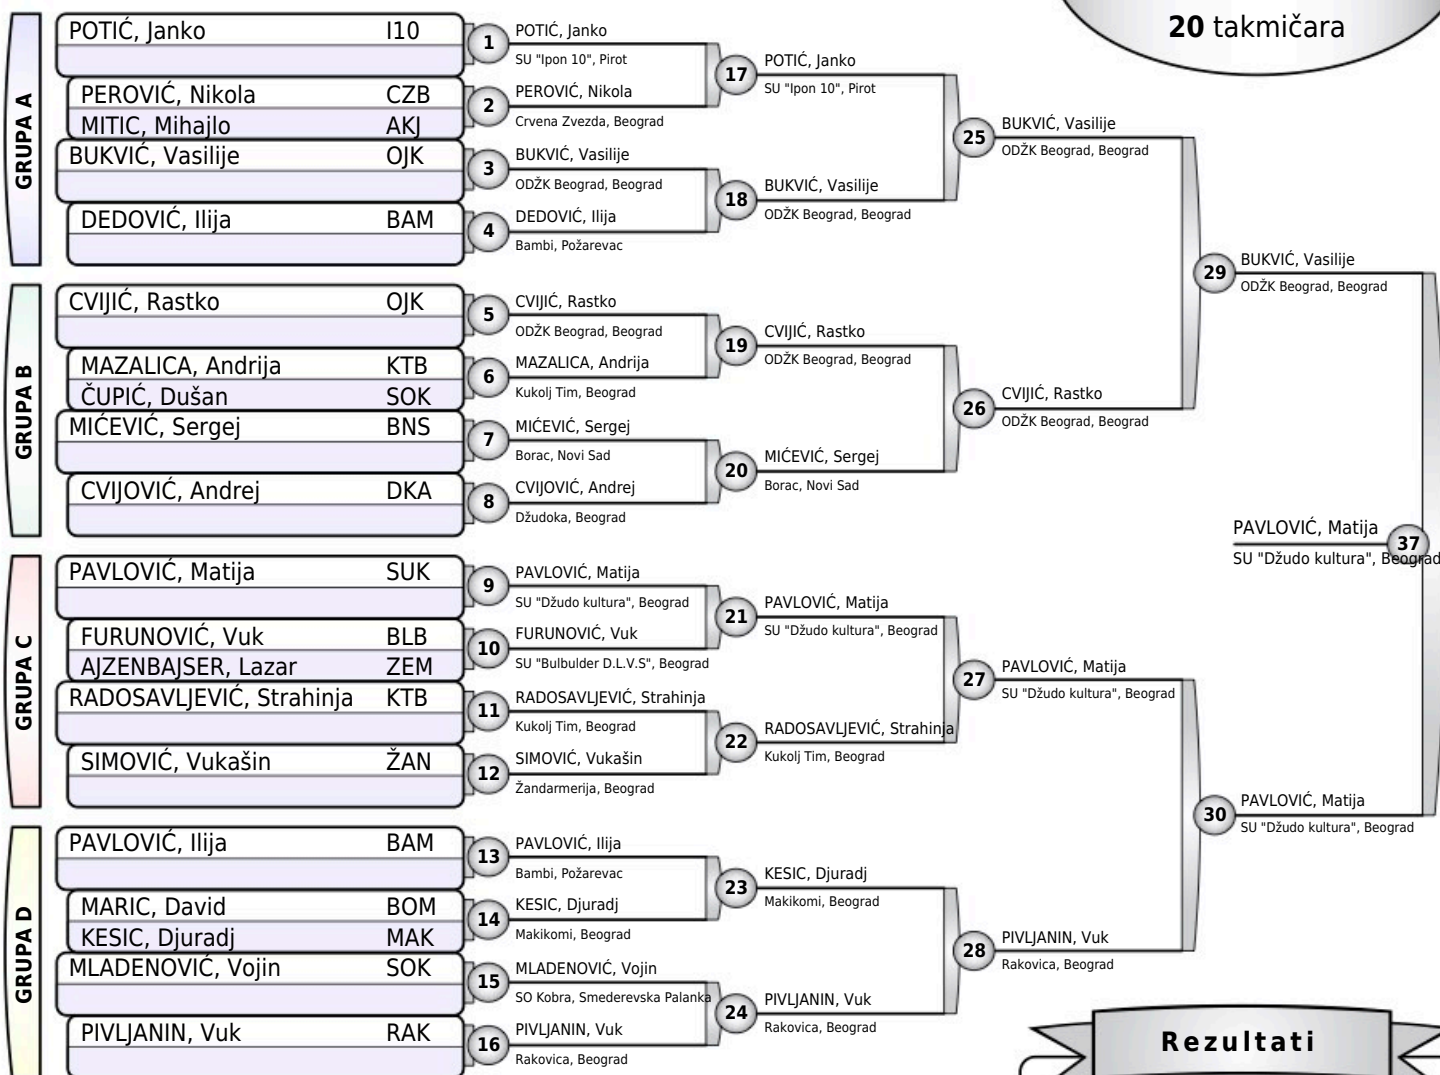 20 takmičara
GRUPA A
POTIĆ, Janko I10
PEROVIĆ, Nikola CZB
MITIC, Mihajlo AKJ
BUKVIĆ, Vasilije OJK
DEDOVIĆ, Ilija BAM
1
POTIĆ, Janko
SU "Ipon 10", Pirot
2
PEROVIĆ, Nikola
Crvena Zvezda, Beograd
3
BUKVIĆ, Vasilije
ODŽK Beograd, Beograd
4
DEDOVIĆ, Ilija
Bambi, Požarevac
17
POTIĆ, Janko
SU "Ipon 10", Pirot
18
BUKVIĆ, Vasilije
ODŽK Beograd, Beograd
25
BUKVIĆ, Vasilije
ODŽK Beograd, Beograd
GRUPA B
CVIJIĆ, Rastko OJK
MAZALICA, Andrija KTB
ČUPIĆ, Dušan SOK
MIĆEVIĆ, Sergej BNS
CVIJOVIĆ, Andrej DKA
5
CVIJIĆ, Rastko
ODŽK Beograd, Beograd
6
MAZALICA, Andrija
Kukolj Tim, Beograd
7
MIĆEVIĆ, Sergej
Borac, Novi Sad
8
CVIJOVIĆ, Andrej
Džudoka, Beograd
19
CVIJIĆ, Rastko
ODŽK Beograd, Beograd
20
MIĆEVIĆ, Sergej
Borac, Novi Sad
26
CVIJIĆ, Rastko
ODŽK Beograd, Beograd
29
BUKVIĆ, Vasilije
ODŽK Beograd, Beograd
GRUPA C
PAVLOVIĆ, Matija SUK
FURUNOVIĆ, Vuk BLB
AJZENBAJSER, Lazar ZEM
RADOSAVLJEVIĆ, Strahinja KTB
SIMOVIĆ, Vukašin ŽAN
9
PAVLOVIĆ, Matija
SU "Džudo kultura", Beograd
10
FURUNOVIĆ, Vuk
SU "Bulbulder D.L.V.S", Beograd
11
RADOSAVLJEVIĆ, Strahinja
Kukolj Tim, Beograd
12
SIMOVIĆ, Vukašin
Žandarmerija, Beograd
21
PAVLOVIĆ, Matija
SU "Džudo kultura", Beograd
22
RADOSAVLJEVIĆ, Strahinja
Kukolj Tim, Beograd
27
PAVLOVIĆ, Matija
SU "Džudo kultura", Beograd
GRUPA D
PAVLOVIĆ, Ilija BAM
MARIC, David BOM
KESIC, Djuradj MAK
MLADENOVIĆ, Vojin SOK
PIVLJANIN, Vuk RAK
13
PAVLOVIĆ, Ilija
Bambi, Požarevac
14
KESIC, Djuradj
Makikomi, Beograd
15
MLADENOVIĆ, Vojin
SO Kobra, Smederevska Palanka
16
PIVLJANIN, Vuk
Rakovica, Beograd
23
KESIC, Djuradj
Makikomi, Beograd
24
PIVLJANIN, Vuk
Rakovica, Beograd
28
PIVLJANIN, Vuk
Rakovica, Beograd
30
PAVLOVIĆ, Matija
SU "Džudo kultura", Beograd
PAVLOVIĆ, Matija
37
SU "Džudo kultura", Beograd
Rezultati